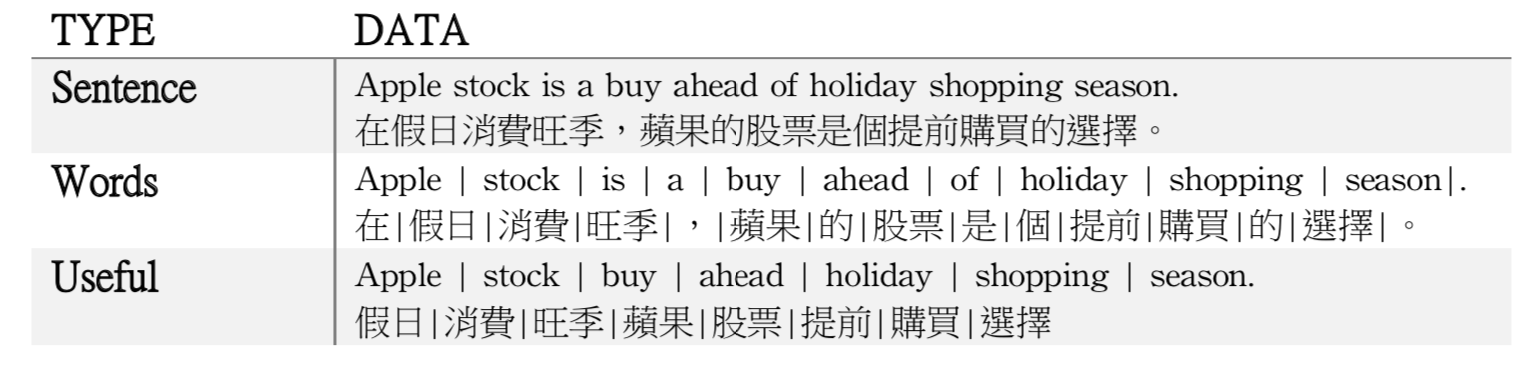 TYPE DATA
Sentence Apple stock is a buy ahead of holiday shopping season.
在假日消費旺季，蘋果的股票是個提前購買的選擇。
Words Apple | stock | is | a | buy | ahead | of | holiday | shopping | season|.
在|假日|消費|旺季|，|蘋果|的|股票|是|個|提前|購買|的|選擇|。
Useful Apple | stock | buy | ahead | holiday | shopping | season.
假日|消費|旺季|蘋果|股票|提前|購買|選擇